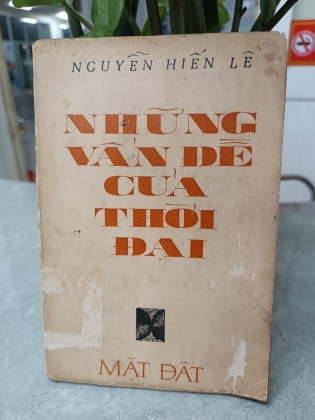 NGUYỄN HIẾN LÊ
NHỮNG
VẤN ĐỀ
CỦA
THỜI
ĐẠI
MẶT ĐẤT